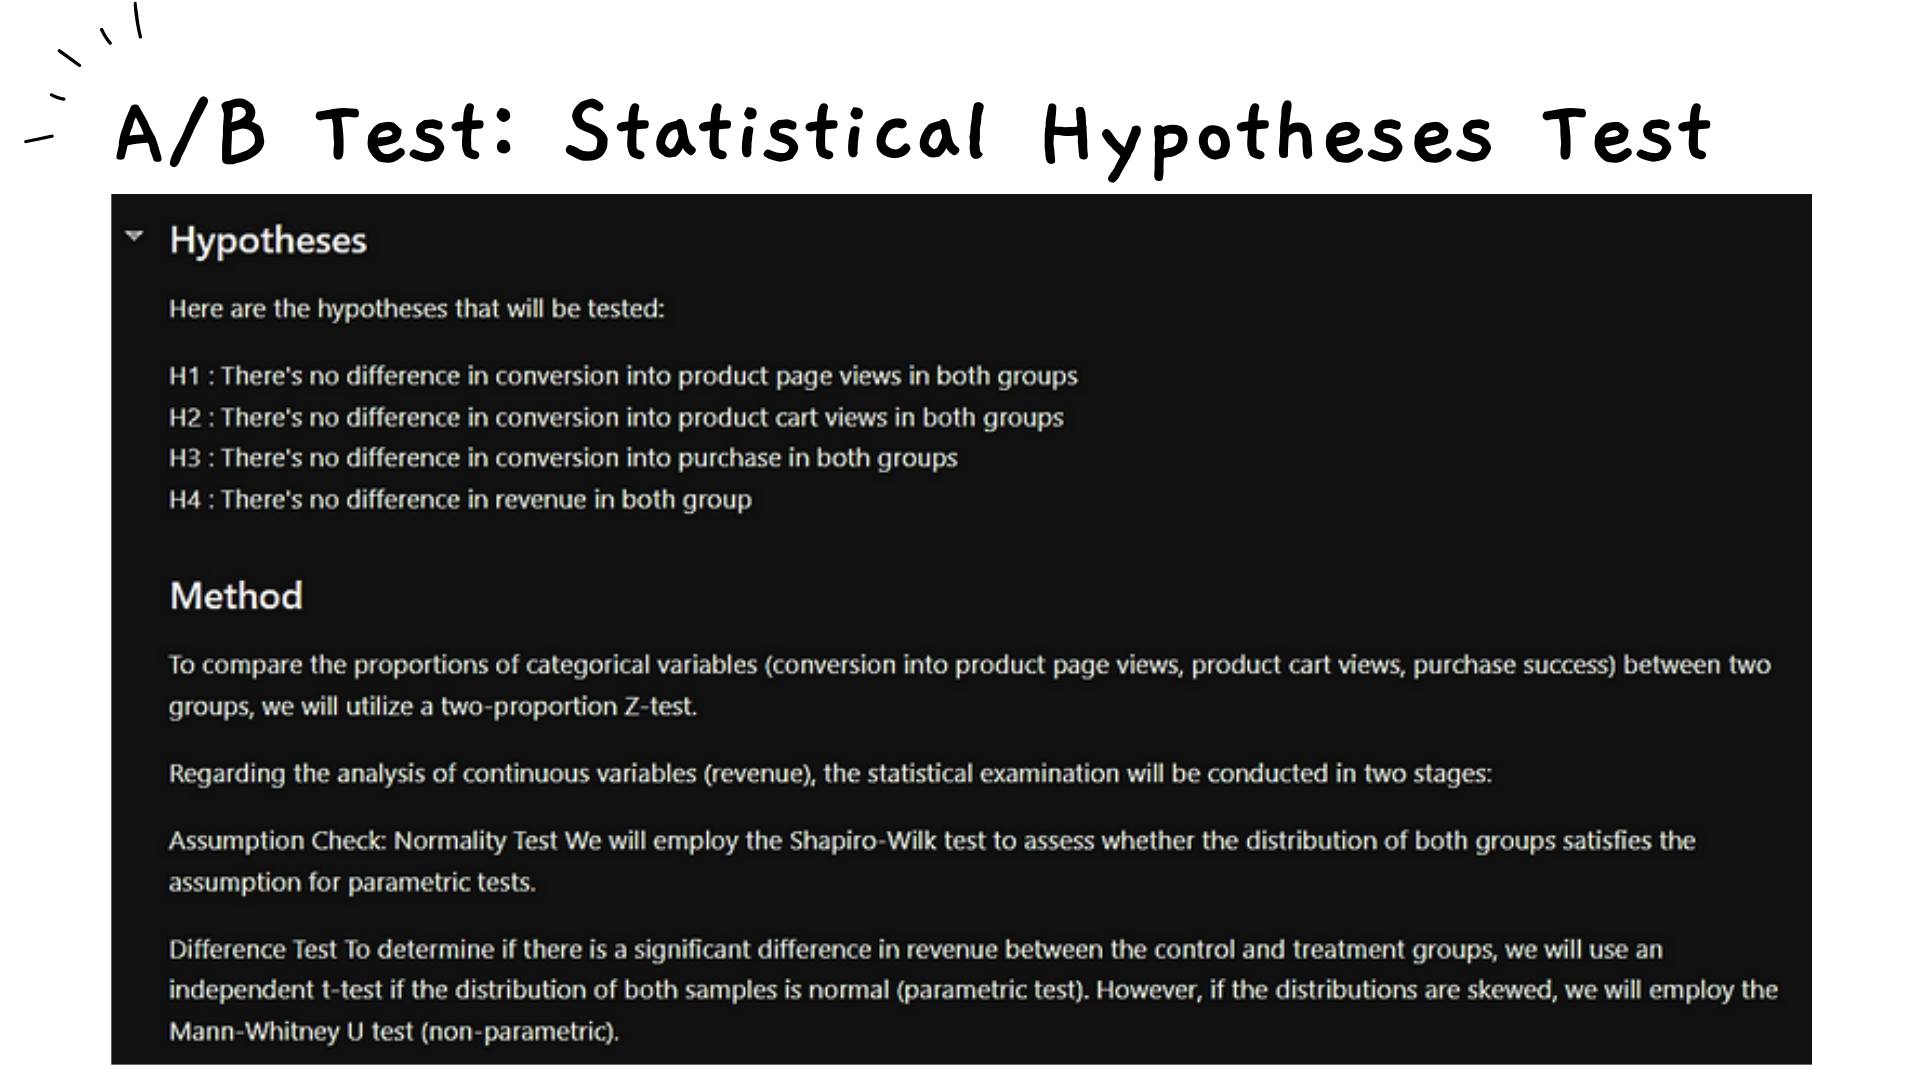 A/B Test: Statistical Hypotheses Test
Hypotheses
Here are the hypotheses that will be tested:
H1 : There's no difference in conversion into product page views in both groups
H2 : There's no difference in conversion into product cart views in both groups
H3 : There's no difference in conversion into purchase in both groups
H4 : There's no difference in revenue in both group
Method
To compare the proportions of categorical variables (conversion into product page views, product cart views, purchase success) between two
groups, we will utilize a two-proportion Z-test.
Regarding the analysis of continuous variables (revenue), the statistical examination will be conducted in two stages:
Assumption Check: Normality Test We will employ the Shapiro-Wilk test to assess whether the distribution of both groups satisfies the
assumption for parametric tests.
Difference Test To determine if there is a significant difference in revenue between the control and treatment groups, we will use an
independent t-test if the distribution of both samples is normal (parametric test). However, if the distributions are skewed, we will employ the
Mann-Whitney U test (non-parametric).